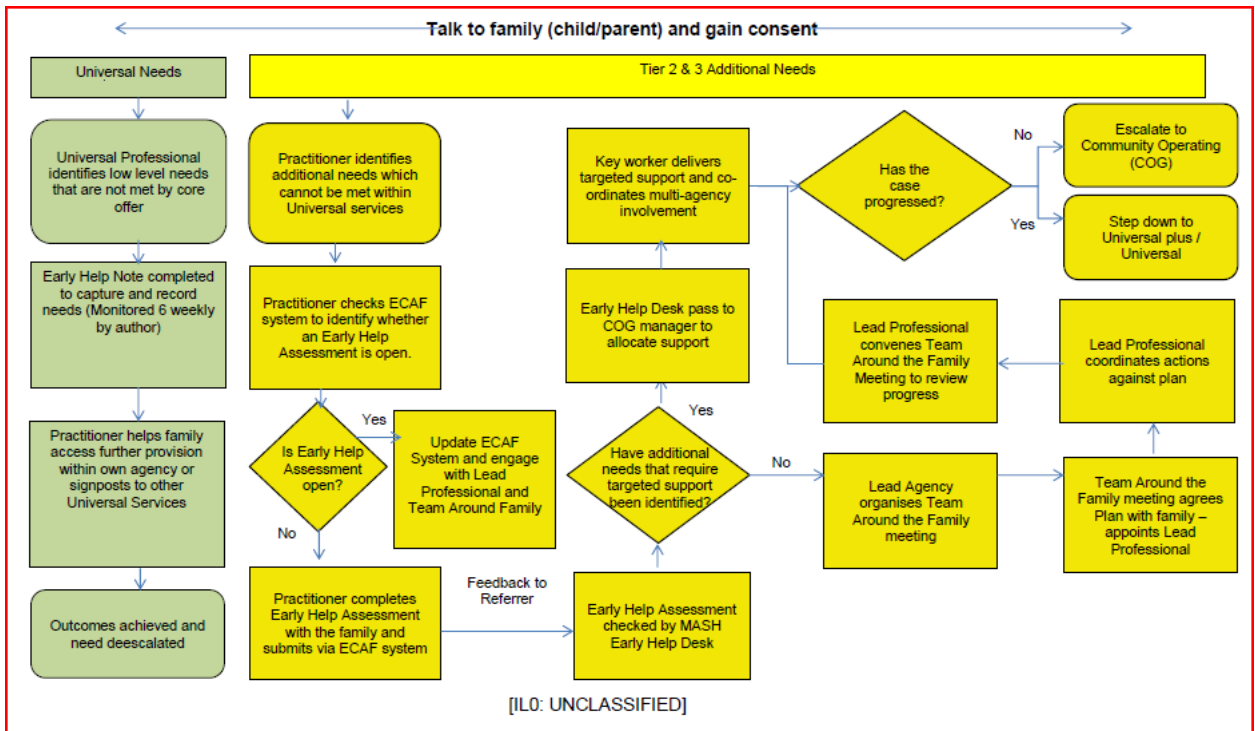 Talk to family (child/parent) and gain consent
Universal Needs
Tier 2 & 3 Additional Needs
Universal Professional
identifies low level needs
that are not met by core
offer
Early Help Note completed
to capture and record
needs (Monitored 6 weekly
by author)
Practitioner helps family
access further provision
within own agency or
signposts to other
Universal Services
Outcomes achieved and
need deescalated
Practitioner identifies
additional needs which
cannot be met within
Universal services
Practitioner checks ECAF
system to identify whether
an Early Help
Assessment is open.
Is Early Help
Assessment
open?
Yes
Update ECAF
System and engage
with Lead
Professional and
Team Around Family
No
Practitioner completes
Early Help Assessment
with the family and
submits via ECAF system
Feedback to
Referrer
Early Help Assessment
checked by MASH
Early Help Desk
Have additional
needs that require
targeted support
been identified?
Yes
Early Help Desk pass to
COG manager to
allocate support
Key worker delivers
targeted support and co-
ordinates multi-agency
involvement
No
Lead Agency
organises Team
Around the Family
meeting
Team Around the
Family meeting agrees
Plan with family –
appoints Lead
Professional
Lead Professional
coordinates actions
against plan
Lead Professional
convenes Team
Around the Family
Meeting to review
progress
Has the
case
progressed?
No
Escalate to
Community Operating
(COG)
Yes
Step down to
Universal plus /
Universal
[IL0: UNCLASSIFIED]